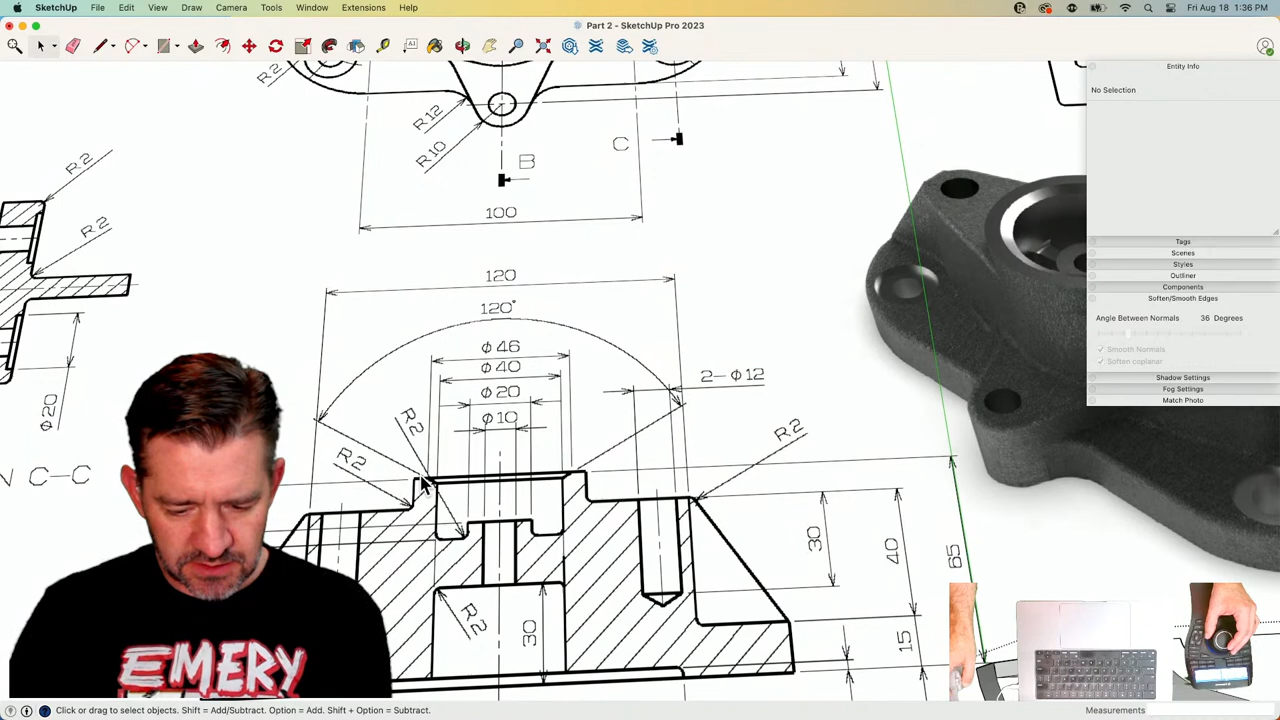 SketchUp File Edit View Draw Camera Tools Window Extensions Help Fri Aug 18 1:36 PM
Part 2 - SketchUp Pro 2023
Entity Info
No Selection
Tags
Scenes
Styles
Outliner
Components
Soften/Smooth Edges
Angle Between Normals 36 Degrees
Smooth Normals
Soften coplanar
Shadow Settings
Fog Settings
Match Photo
R2
R12
R10
B
C
100
R2
R2
φ20
N C-C
120
120°
φ46
φ40
φ20
φ10
2-φ12
R2
R2
R2
R2
30
30
40
65
15
EMERY
Click or drag to select objects. Shift = Add/Subtract. Option = Add. Shift + Option = Subtract.
Measurements